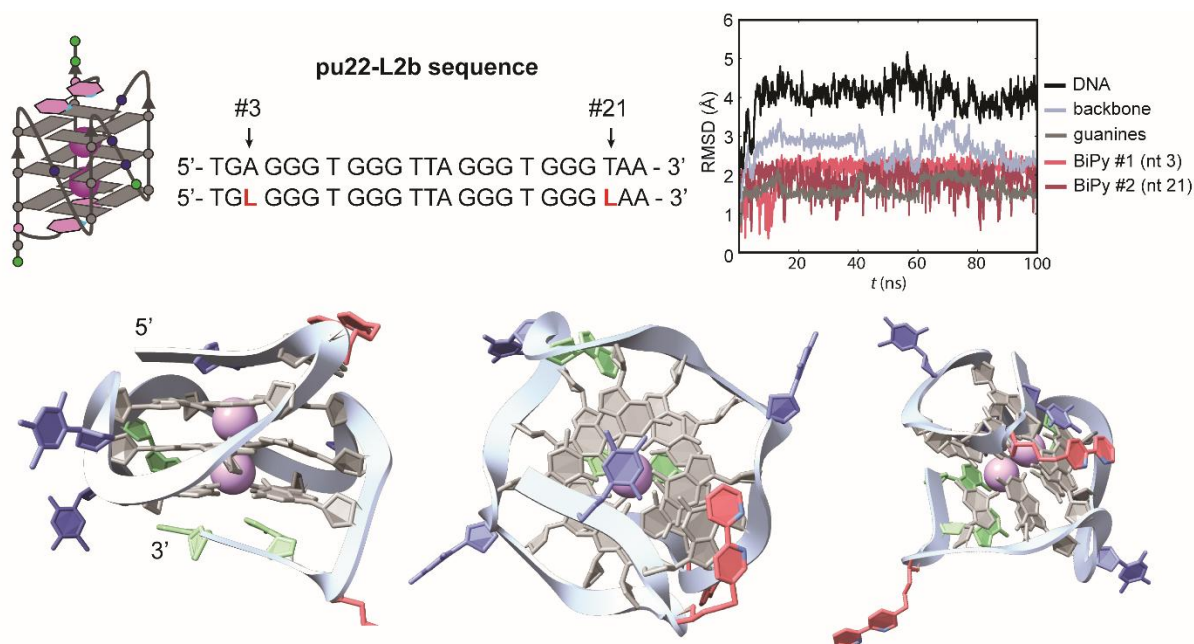 pu22-L2b sequence
#3 #21
5'- TGA GGG T GGG TTA GGG T GGG TAA - 3'
5'- TGL GGG T GGG TTA GGG T GGG LAA - 3'
6
5
4
3
2
1
RMSD (Å)
20 40 60 80 100
t (ns)
DNA
backbone
guanines
BiPy #1 (nt 3)
BiPy #2 (nt 21)
5'
3'